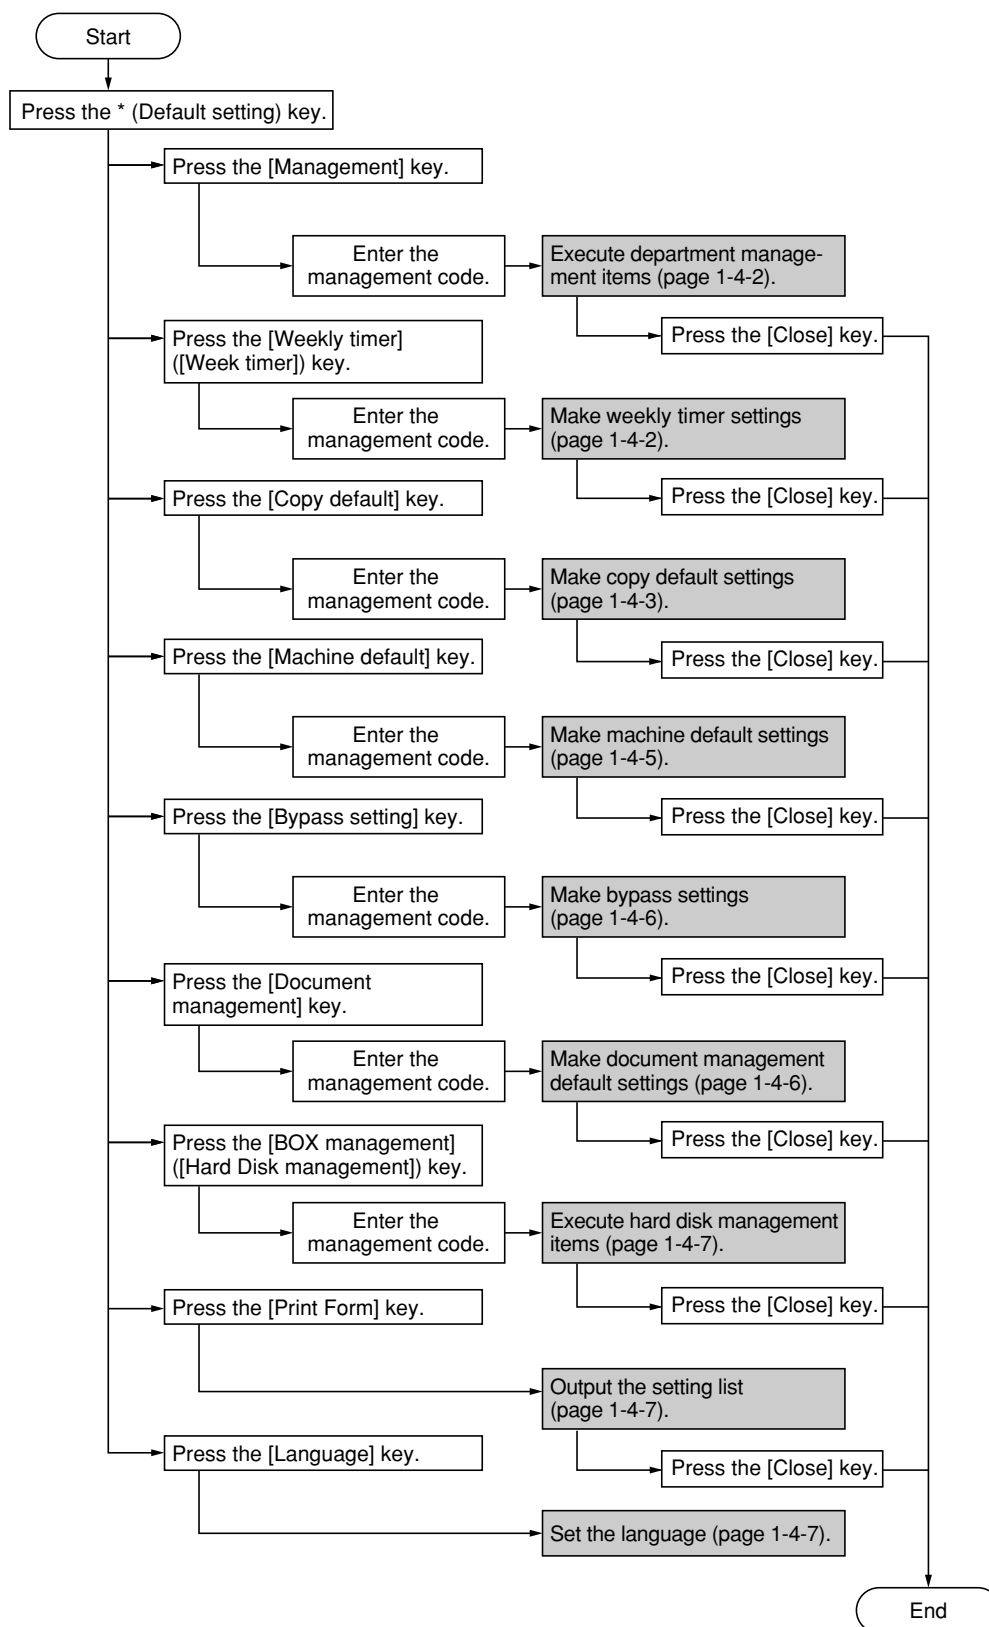 Start
Press the * (Default setting) key.
Press the [Management] key.
Enter the
management code.
Execute department manage-
ment items (page 1-4-2).
Press the [Close] key.
Press the [Weekly timer]
([Week timer]) key.
Enter the
management code.
Make weekly timer settings
(page 1-4-2).
Press the [Close] key.
Press the [Copy default] key.
Enter the
management code.
Make copy default settings
(page 1-4-3).
Press the [Close] key.
Press the [Machine default] key.
Enter the
management code.
Make machine default settings
(page 1-4-5).
Press the [Close] key.
Press the [Bypass setting] key.
Enter the
management code.
Make bypass settings
(page 1-4-6).
Press the [Close] key.
Press the [Document
management] key.
Enter the
management code.
Make document management
default settings (page 1-4-6).
Press the [Close] key.
Press the [BOX management]
([Hard Disk management]) key.
Enter the
management code.
Execute hard disk management
items (page 1-4-7).
Press the [Close] key.
Press the [Print Form] key.
Output the setting list
(page 1-4-7).
Press the [Close] key.
Press the [Language] key.
Set the language (page 1-4-7).
End